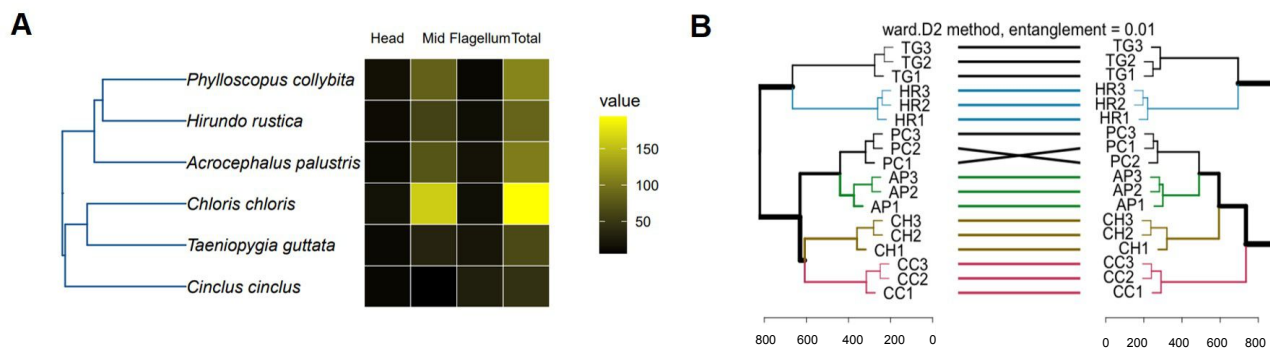 A
Head Mid Flagellum Total
Phylloscopus collybita
Hirundo rustica
Acrocephalus palustris
Chloris chloris
Taeniopygia guttata
Cinclus cinclus
value
150
100
50
B
ward.D2 method, entanglement = 0.01
TG3 TG3
TG2 TG2
TG1 TG1
HR3 HR3
HR2 HR2
HR1 HR1
PC3 PC3
PC2 PC1
PC1 PC2
AP3 AP3
AP2 AP2
AP1 AP1
CH3 CH3
CH2 CH2
CH1 CH1
CC3 CC3
CC2 CC2
CC1 CC1
800 600 400 200 0 0 200 400 600 800